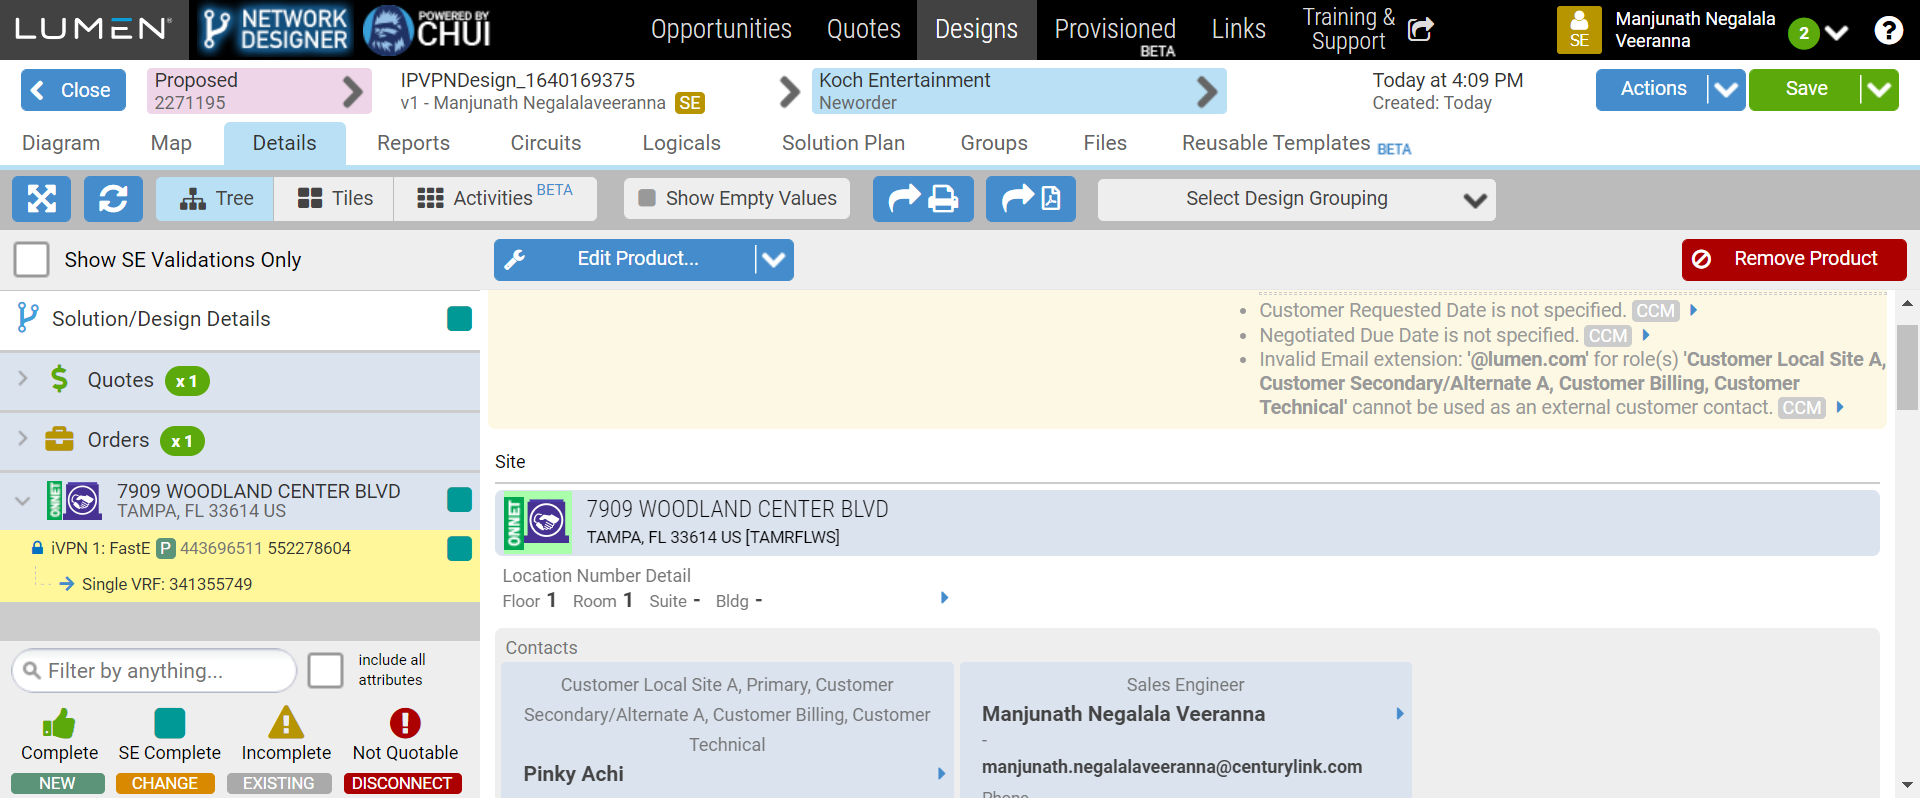 LUMEN
NETWORK DESIGNER
POWERED BY CHUI
Opportunities
Quotes
Designs
Provisioned
BETA
Links
Training & Support
SE
Manjunath Negalala Veeranna
2
?
Close
Proposed
2271195
IPVPNDesign_1640169375
v1 - Manjunath Negalalaveeranna SE
Koch Entertainment
Neworder
Today at 4:09 PM
Created: Today
Actions
Save
Diagram
Map
Details
Reports
Circuits
Logicals
Solution Plan
Groups
Files
Reusable Templates BETA
Tree
Tiles
Activities BETA
Show Empty Values
Select Design Grouping
Show SE Validations Only
Edit Product...
Remove Product
Solution/Design Details
Quotes x 1
Orders x 1
ONNET
7909 WOODLAND CENTER BLVD
TAMPA, FL 33614 US
iVPN 1: FastE P 443696511 552278604
Single VRF: 341355749
Filter by anything...
include all attributes
Complete
SE Complete
Incomplete
Not Quotable
NEW
CHANGE
EXISTING
DISCONNECT
Customer Requested Date is not specified. CCM
Negotiated Due Date is not specified. CCM
Invalid Email extension: '@lumen.com' for role(s) 'Customer Local Site A,
Customer Secondary/Alternate A, Customer Billing, Customer
Technical' cannot be used as an external customer contact. CCM
Site
ONNET
7909 WOODLAND CENTER BLVD
TAMPA, FL 33614 US [TAMRFLWS]
Location Number Detail
Floor 1 Room 1 Suite - Bldg -
Contacts
Customer Local Site A, Primary, Customer
Secondary/Alternate A, Customer Billing, Customer
Technical
Pinky Achi
Sales Engineer
Manjunath Negalala Veeranna
-
manjunath.negalalaveeranna@centurylink.com
Phone